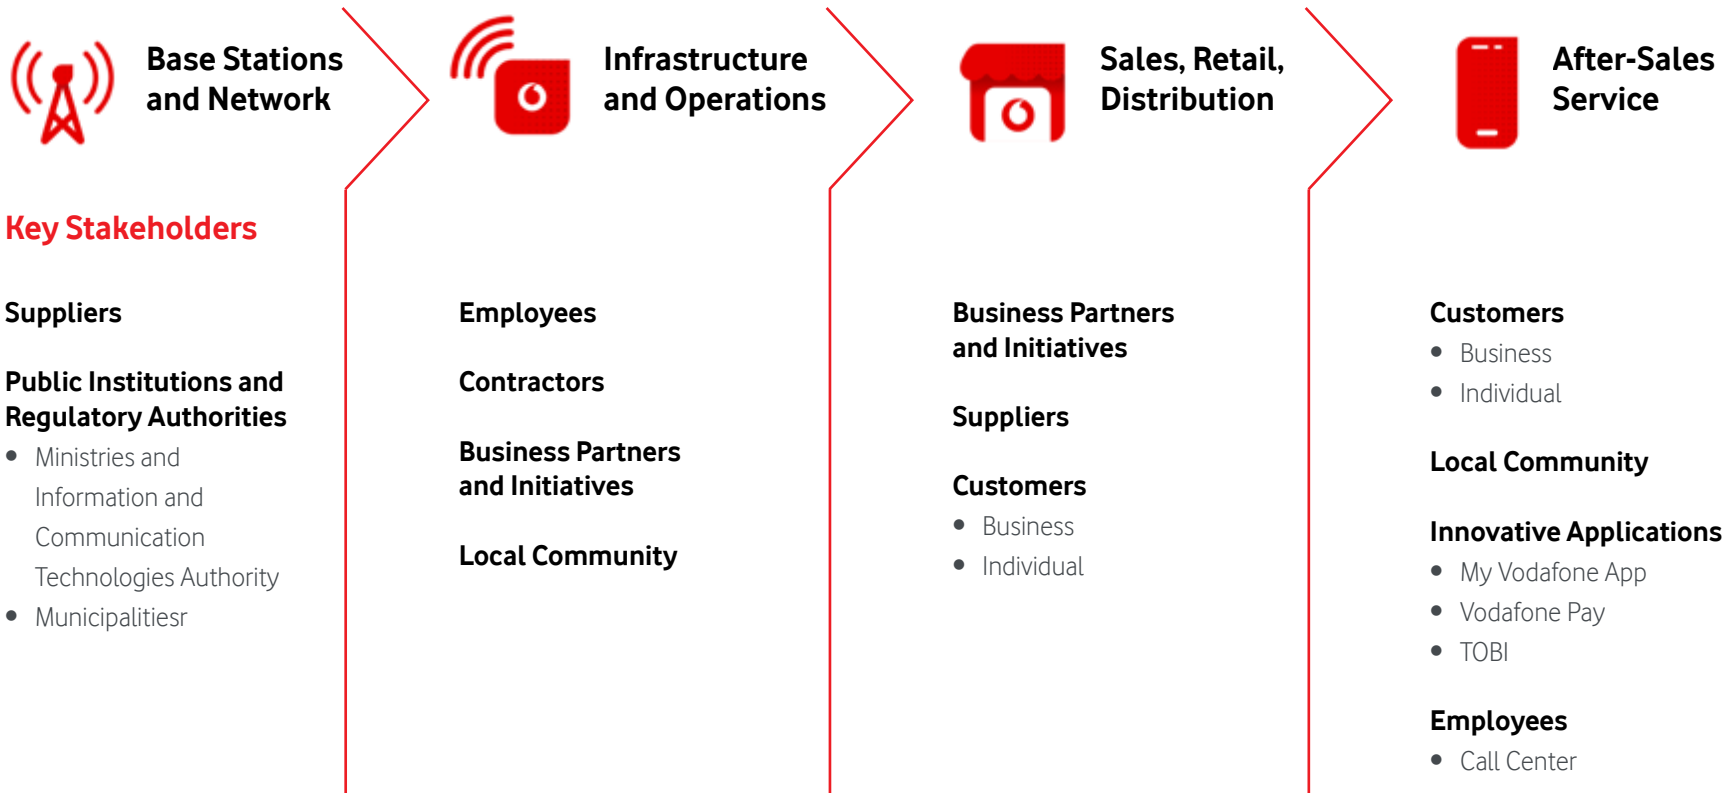 Base Stations
and Network
Infrastructure
and Operations
Sales, Retail,
Distribution
After-Sales
Service
Key Stakeholders
Suppliers
Public Institutions and
Regulatory Authorities
• Ministries and
Information and
Communication
Technologies Authority
• Municipalitiesr
Employees
Contractors
Business Partners
and Initiatives
Local Community
Business Partners
and Initiatives
Suppliers
Customers
• Business
• Individual
Customers
• Business
• Individual
Local Community
Innovative Applications
• My Vodafone App
• Vodafone Pay
• TOBI
Employees
• Call Center